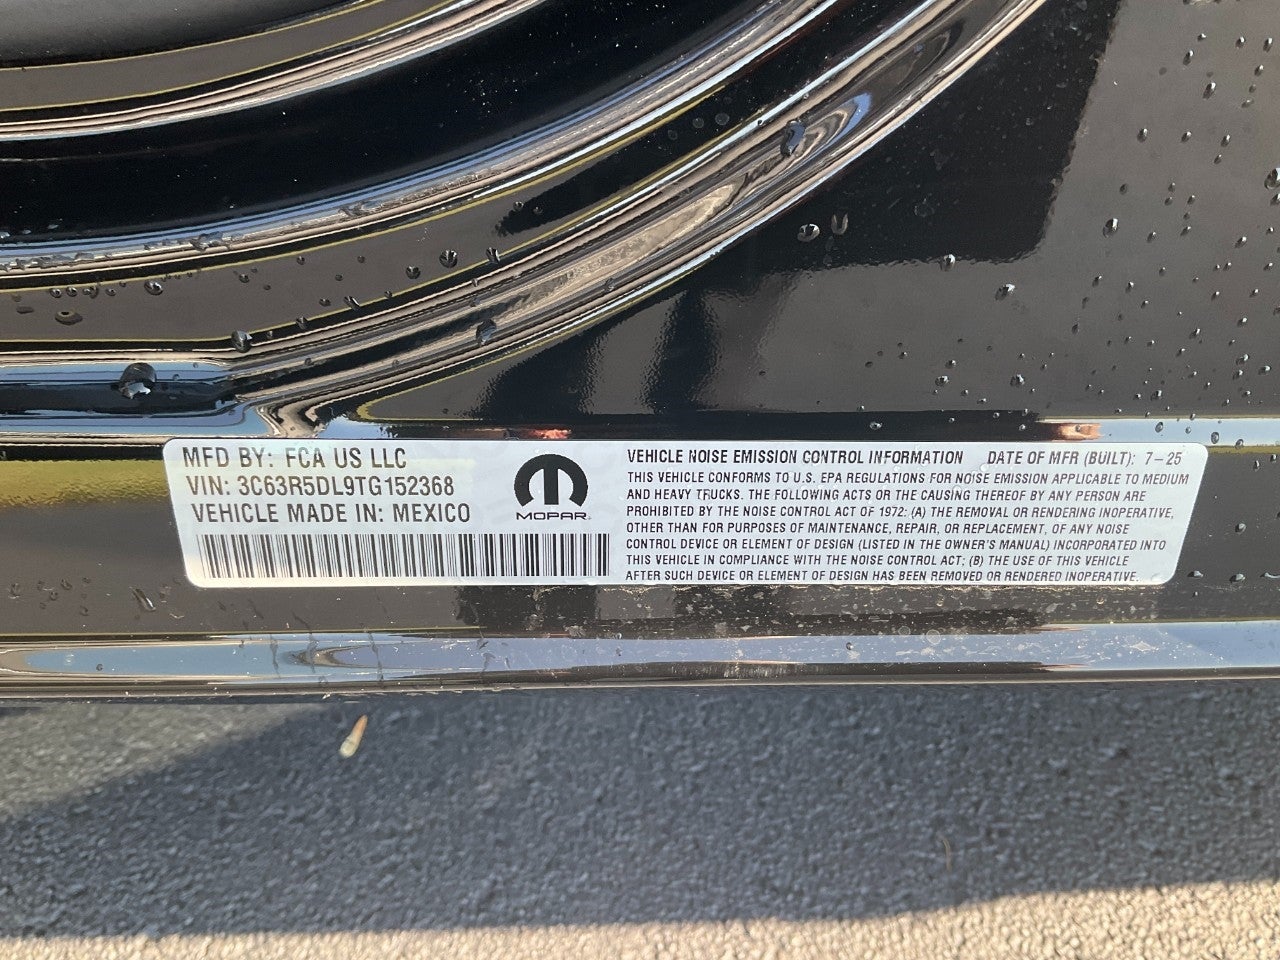 MFD BY: FCA US LLC
VIN: 3C63R5DL9TG152368
VEHICLE MADE IN: MEXICO
MOPAR
VEHICLE NOISE EMISSION CONTROL INFORMATION DATE OF MFR (BUILT): 7-25
THIS VEHICLE CONFORMS TO U.S. EPA REGULATIONS FOR NOISE EMISSION APPLICABLE TO MEDIUM
AND HEAVY TRUCKS. THE FOLLOWING ACTS OR THE CAUSING THEREOF BY ANY PERSON ARE
PROHIBITED BY THE NOISE CONTROL ACT OF 1972: (A) THE REMOVAL OR RENDERING INOPERATIVE,
OTHER THAN FOR PURPOSES OF MAINTENANCE, REPAIR, OR REPLACEMENT, OF ANY NOISE
CONTROL DEVICE OR ELEMENT OF DESIGN (LISTED IN THE OWNER'S MANUAL) INCORPORATED INTO
THIS VEHICLE IN COMPLIANCE WITH THE NOISE CONTROL ACT; (B) THE USE OF THIS VEHICLE
AFTER SUCH DEVICE OR ELEMENT OF DESIGN HAS BEEN REMOVED OR RENDERED INOPERATIVE.